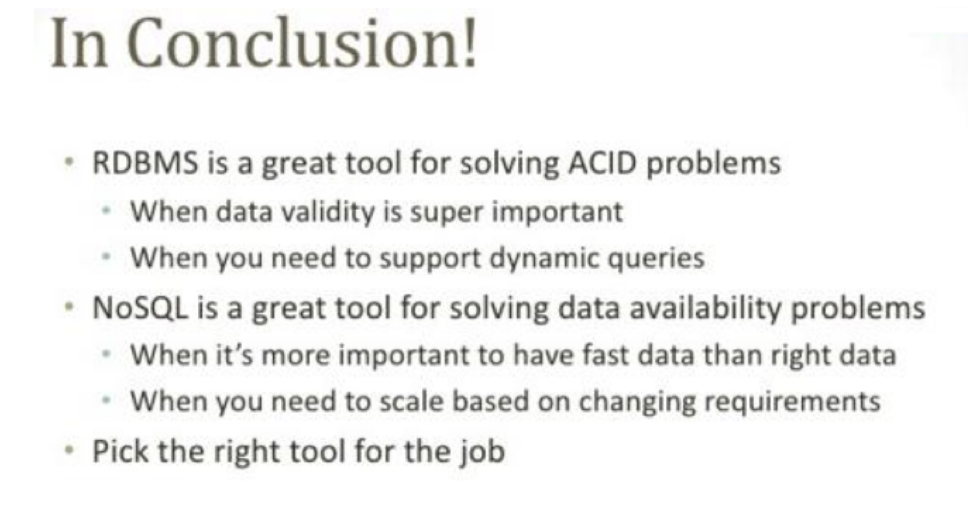 In Conclusion!
• RDBMS is a great tool for solving ACID problems
• When data validity is super important
• When you need to support dynamic queries
• NoSQL is a great tool for solving data availability problems
• When it's more important to have fast data than right data
• When you need to scale based on changing requirements
• Pick the right tool for the job